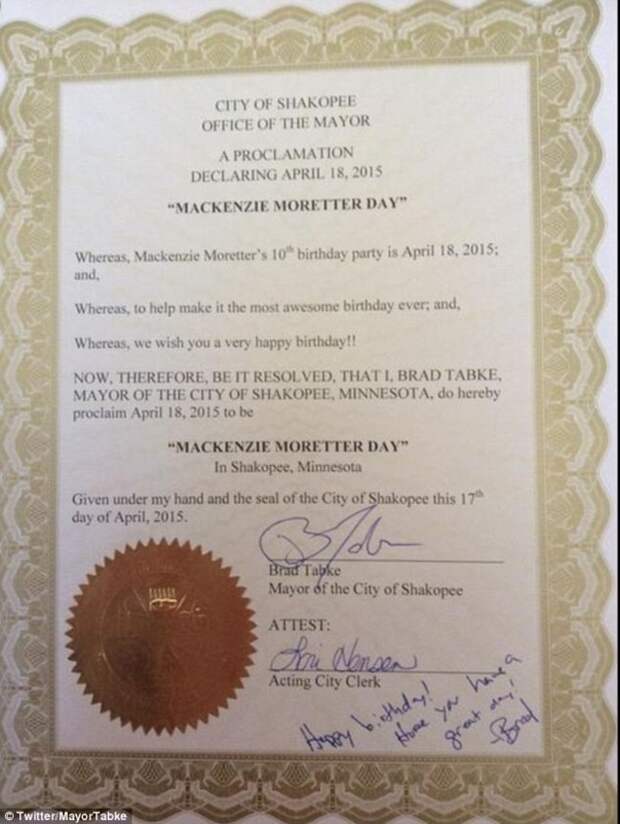 CITY OF SHAKOPEE
OFFICE OF THE MAYOR
A PROCLAMATION
DECLARING APRIL 18, 2015
“MACKENZIE MORETTER DAY”
Whereas, Mackenzie Moretter's 10th birthday party is April 18, 2015;
and,
Whereas, to help make it the most awesome birthday ever; and,
Whereas, we wish you a very happy birthday!!
NOW, THEREFORE, BE IT RESOLVED, THAT I, BRAD TABKE,
MAYOR OF THE CITY OF SHAKOPEE, MINNESOTA, do hereby
proclaim April 18, 2015 to be
“MACKENZIE MORETTER DAY”
In Shakopee, Minnesota
Given under my hand and the seal of the City of Shakopee this 17th
day of April, 2015.
Brad Tabke
Mayor of the City of Shakopee
ATTEST:
Lori Hensen
Acting City Clerk
Happy birthday!
Hope you have a
great day!
-Brad
© Twitter/MayorTabke